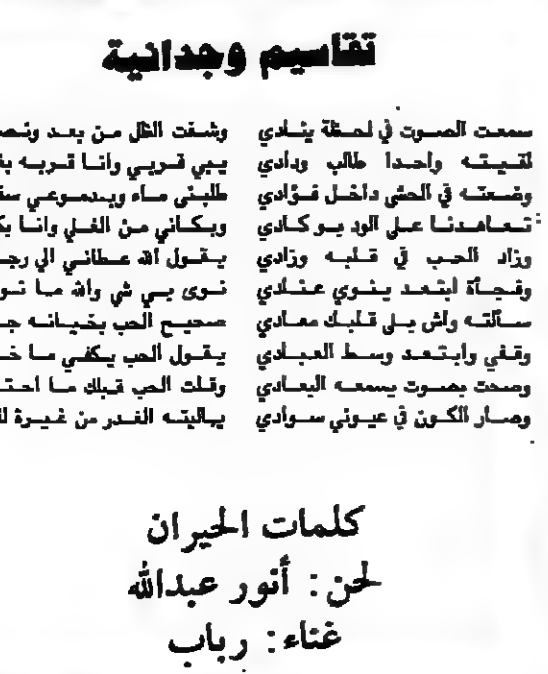 تقاسيم وجدانية
سمعت الصوت في لحظة ينادي وشفت الظل من بعد
لقيته واحدا طالب ودادي يبي قربي وانا قربه
وضعته في الحشى داخل فؤادي طلبنى ماء وبدموعي
تعاهدنا على الود يو كادي وبكاني من الغلي وانا
وزاد الحب في قلبه وزادي يقول الله عطاني الي
وفجأة ابتعد ينوي عنادي نوى بي شي والله ما
سألته واش بلى قلبك معادي صحيح الحب بخيانه
وقفي وابتعد وسط العبادي يقول الحب يكفي ما
وصحت بصوت يسمعه البعادي وقلت الحب قبلك ما
وصار الكون في عيوني سوادي يهاليته الغدر من غيرة
كلمات الحيران
لحن: أنور عبدالله
غناء: رباب